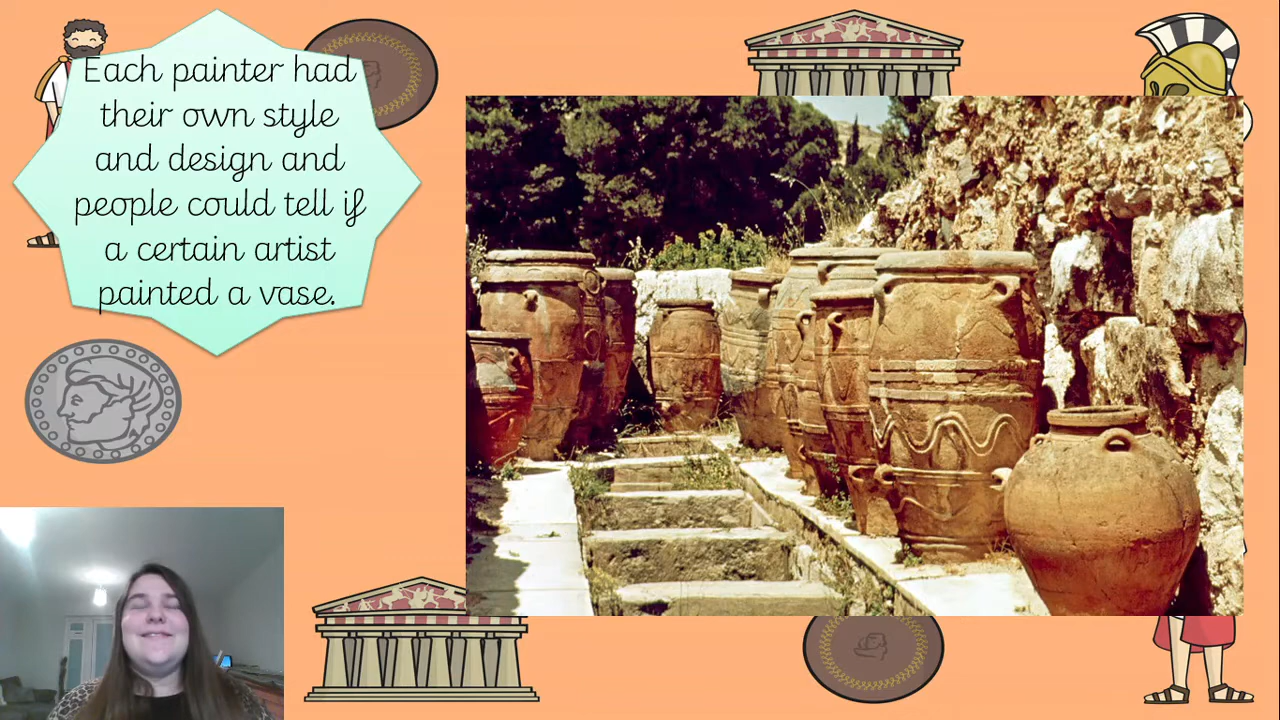 Each painter had
their own style
and design and
people could tell if
a certain artist
painted a vase.